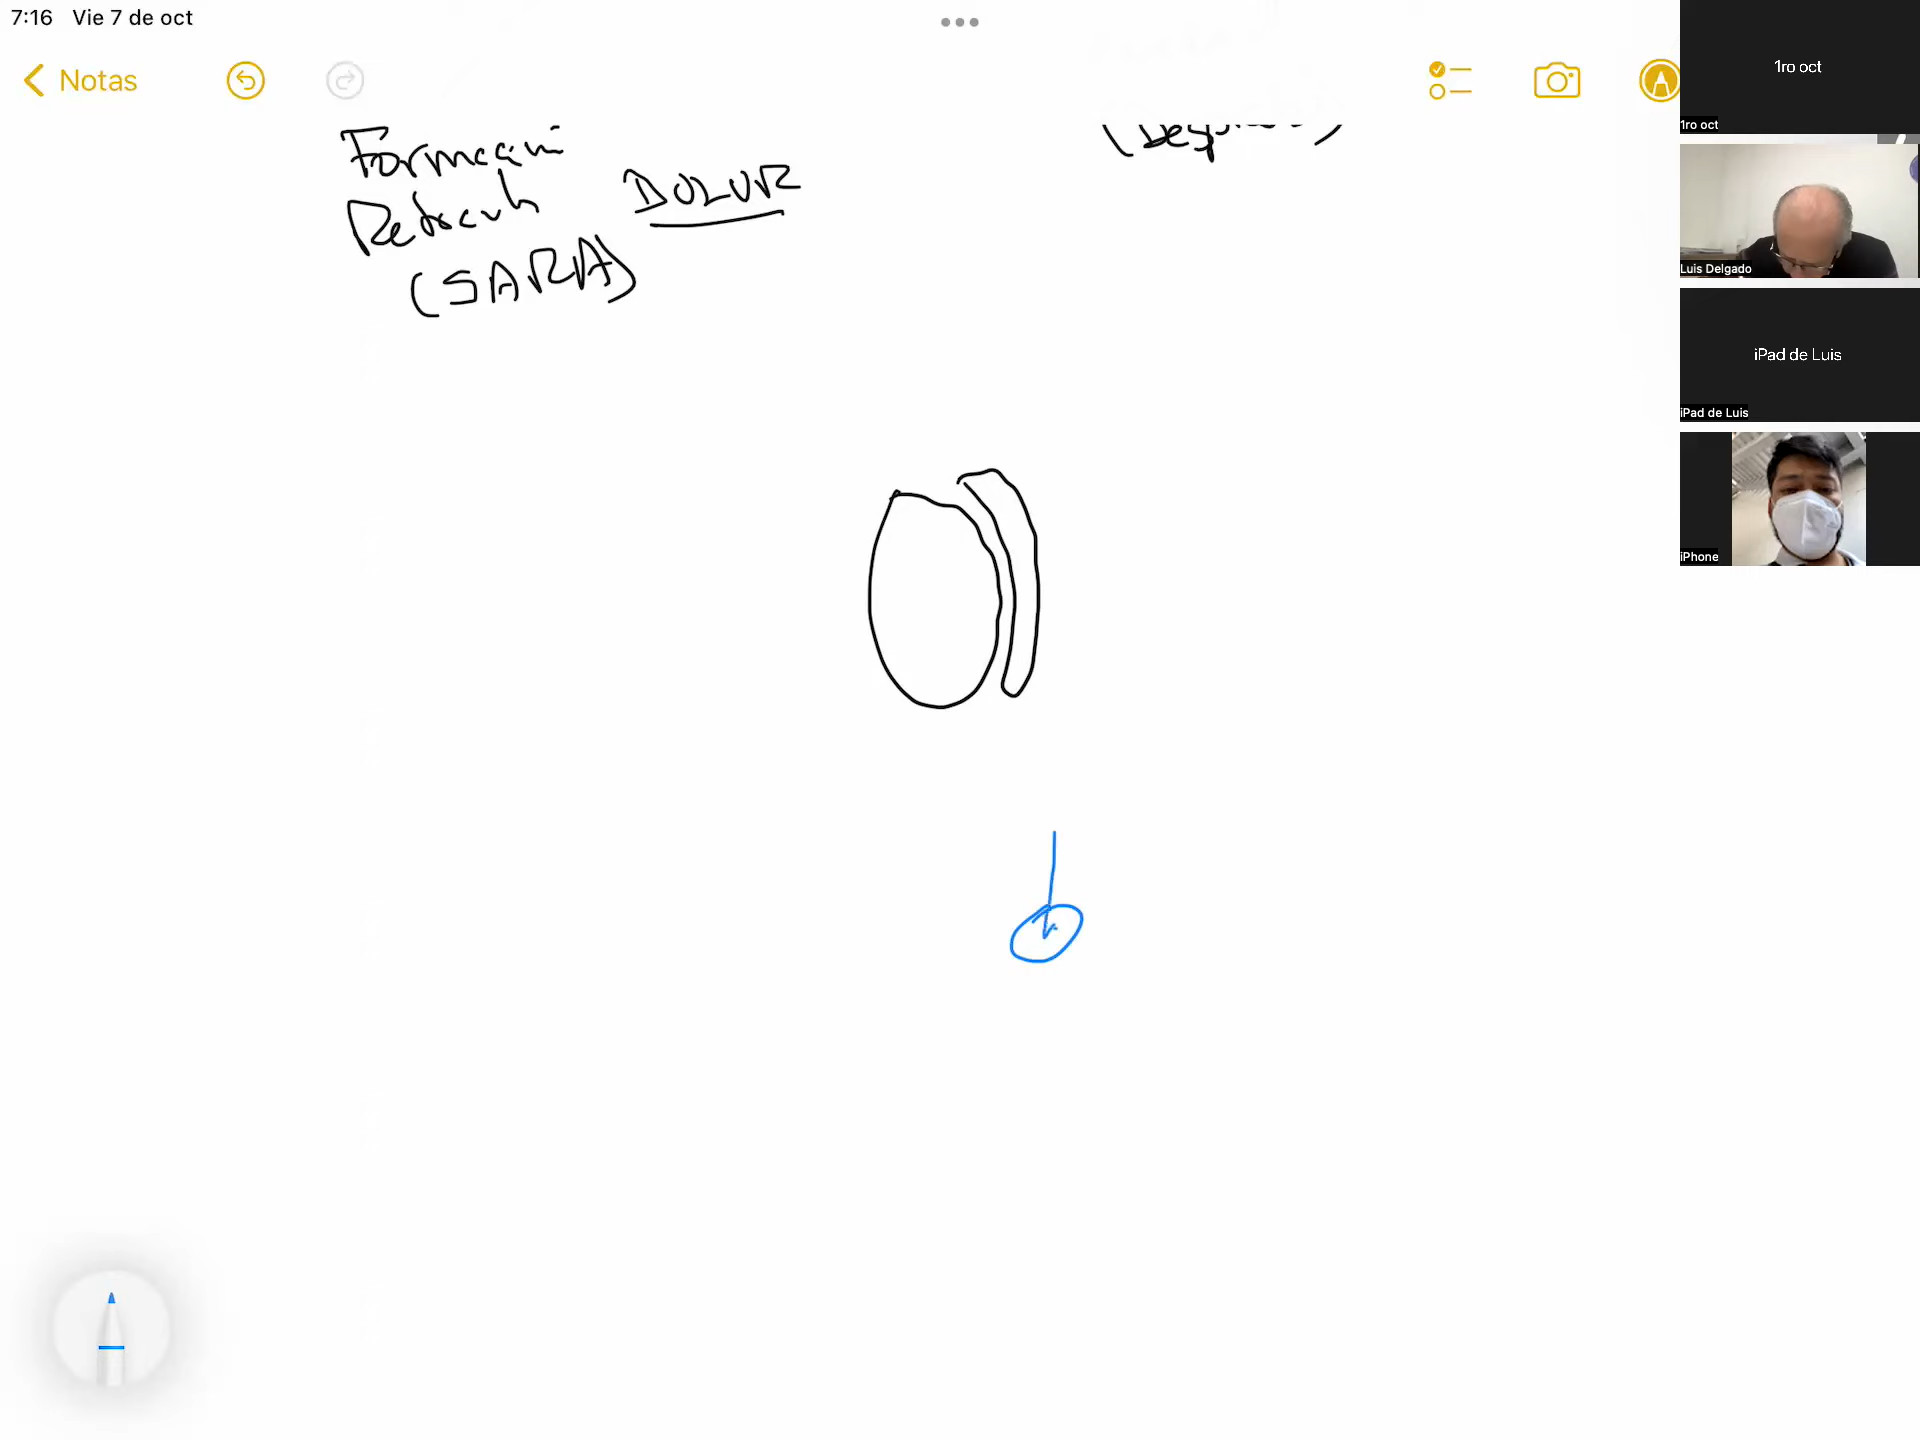 7:16 Vie 7 de oct
Notas
Formación
(SARA)
DOLOR
1ro oct
1ro oct
Luis Delgado
iPad de Luis
iPad de Luis
iPhone